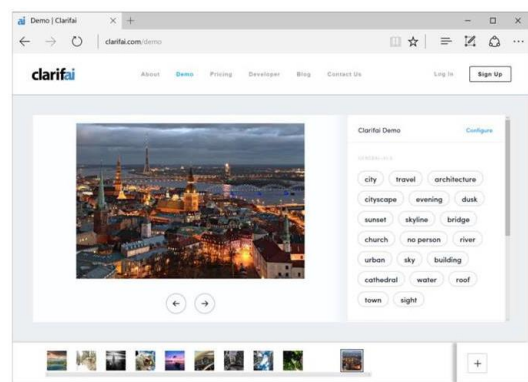 ai Demo | Clarifai
clarifai.com/demo
clarifai
About Demo Pricing Developer Blog Contact Us Log In Sign Up
Clarifai Demo Configure
city travel architecture
cityscape evening dusk
sunset skyline bridge
church no person river
urban sky building
cathedral water roof
town sight